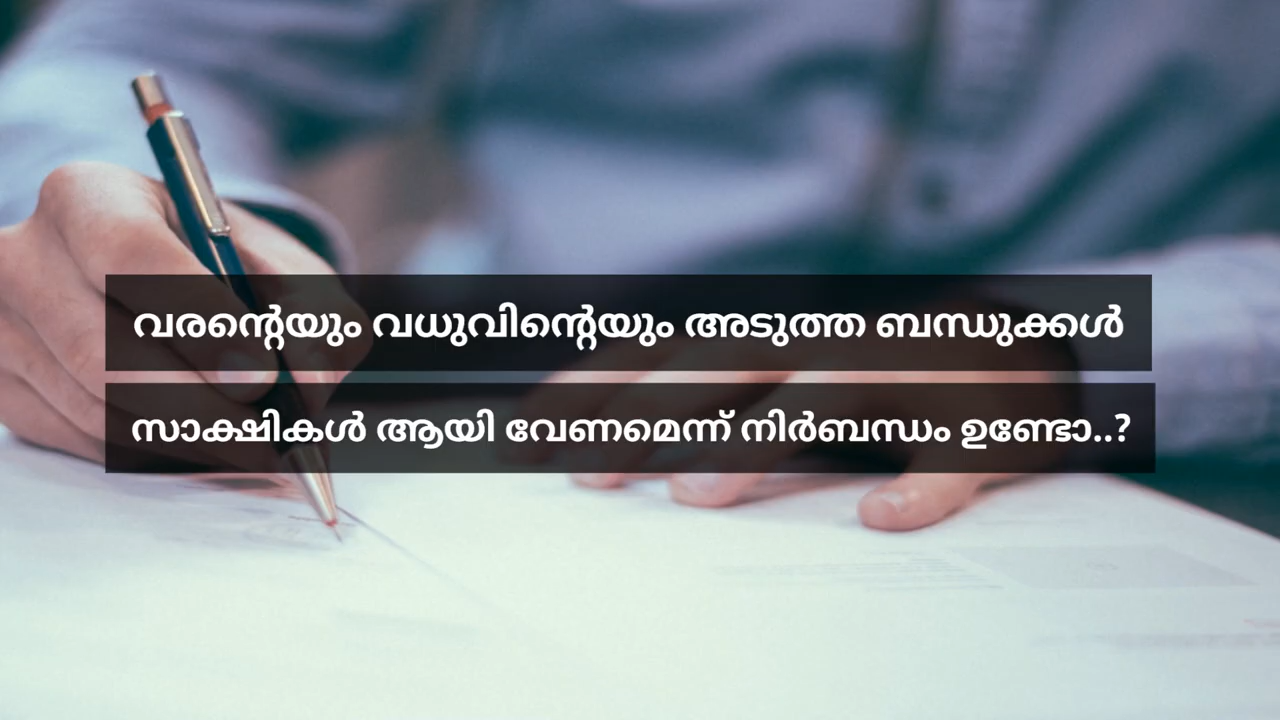 വരന്റെയും വധുവിന്റെയും അടുത്ത ബന്ധുക്കൾ
സാക്ഷികൾ ആയി വേണമെന്ന് നിർബന്ധം ഉണ്ടോ..?